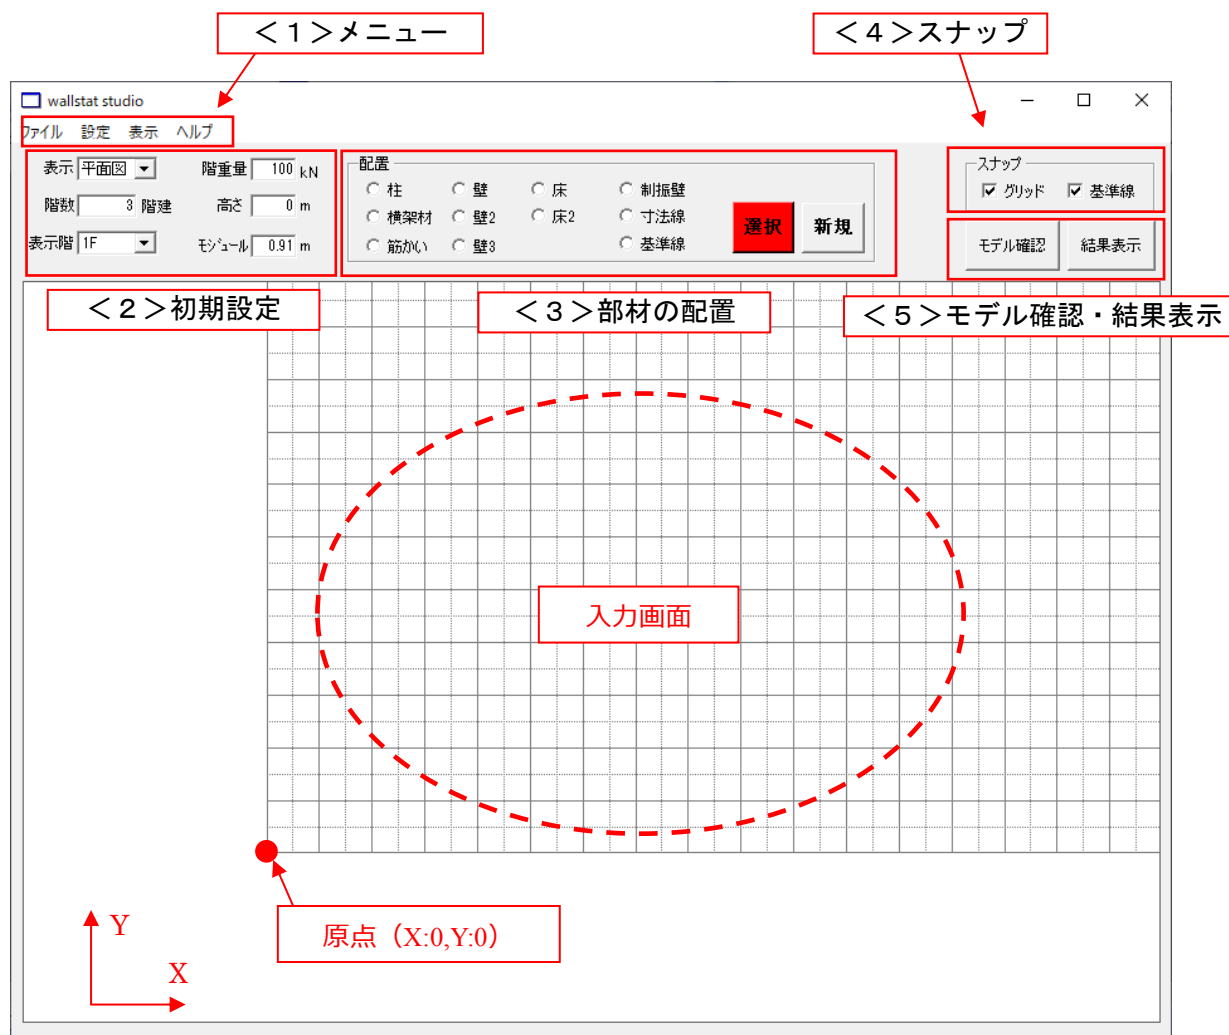 ＜１＞メニュー
＜４＞スナップ
wallstat studio
ファイル 設定 表示 ヘルプ
表示 平面図 階重量 100 kN
階数 3 階建 高さ 0 m
表示階 1F モジュール 0.91 m
配置
柱 壁 床 制振壁
横架材 壁2 床2 寸法線
筋かい 壁3 基準線
選択 新規
スナップ
グリッド 基準線
モデル確認 結果表示
＜２＞初期設定
＜３＞部材の配置
＜５＞モデル確認・結果表示
入力画面
原点（X:0,Y:0）
Y
X